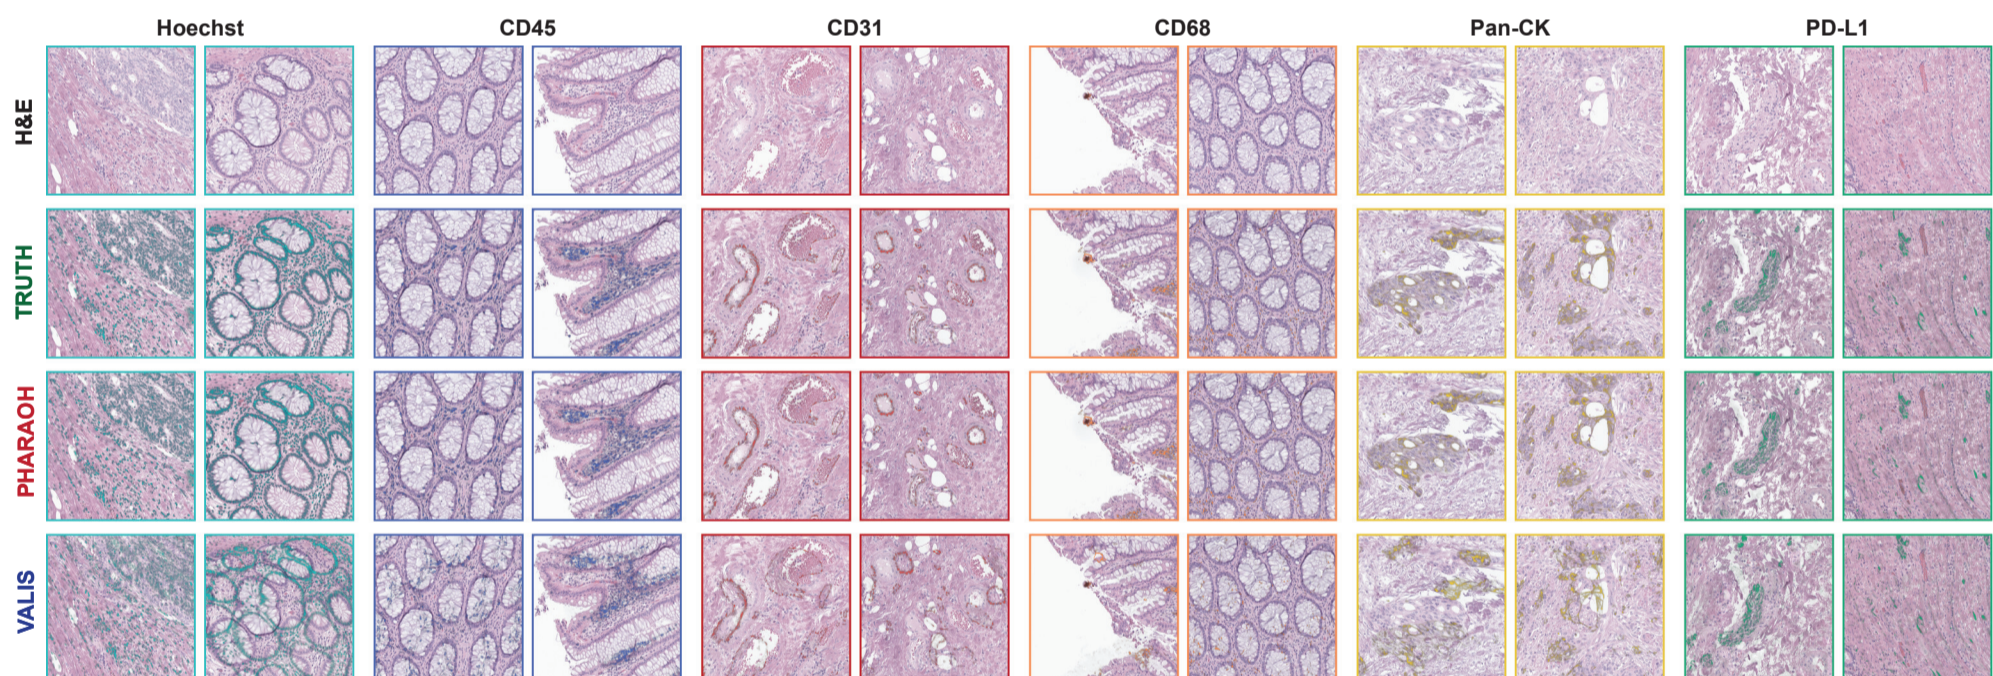 Hoechst CD45 CD31 CD68 Pan-CK PD-L1
H&E
TRUTH
PHARAOH
VALIS